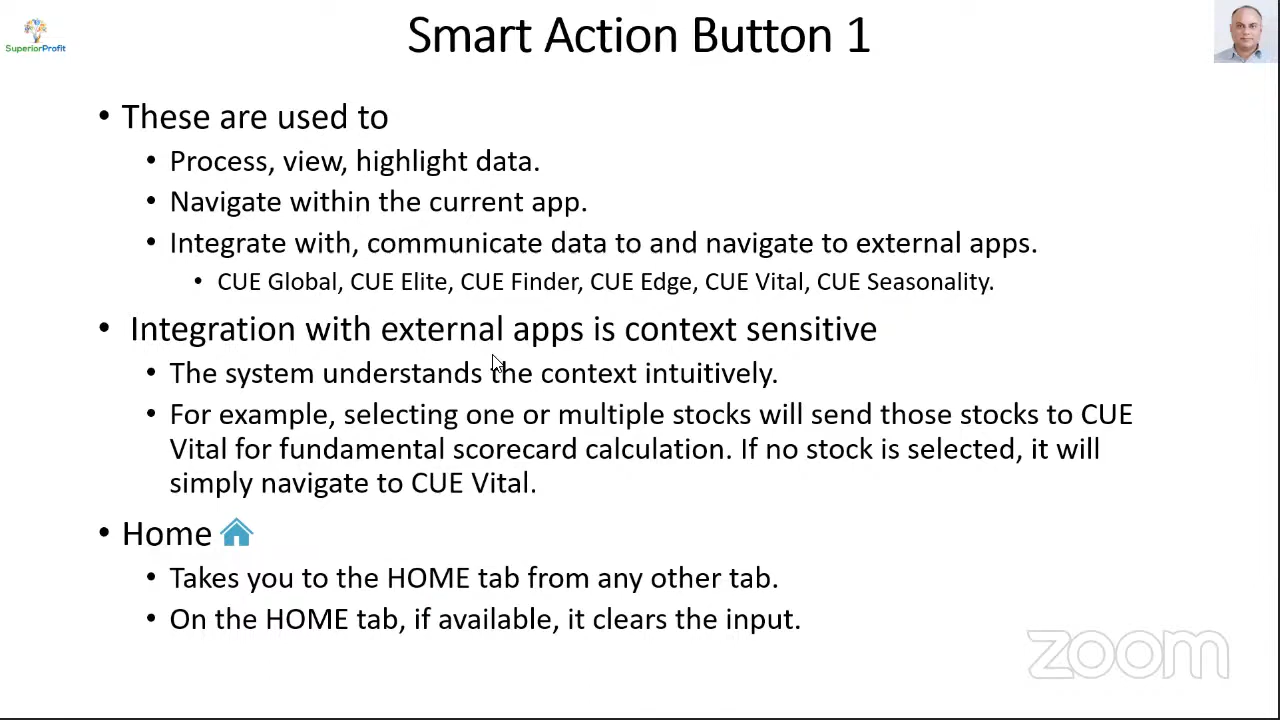 SuperiorProfit
Smart Action Button 1
• These are used to
• Process, view, highlight data.
• Navigate within the current app.
• Integrate with, communicate data to and navigate to external apps.
• CUE Global, CUE Elite, CUE Finder, CUE Edge, CUE Vital, CUE Seasonality.
• Integration with external apps is context sensitive
• The system understands the context intuitively.
• For example, selecting one or multiple stocks will send those stocks to CUE
Vital for fundamental scorecard calculation. If no stock is selected, it will
simply navigate to CUE Vital.
• Home
• Takes you to the HOME tab from any other tab.
• On the HOME tab, if available, it clears the input.
zoom